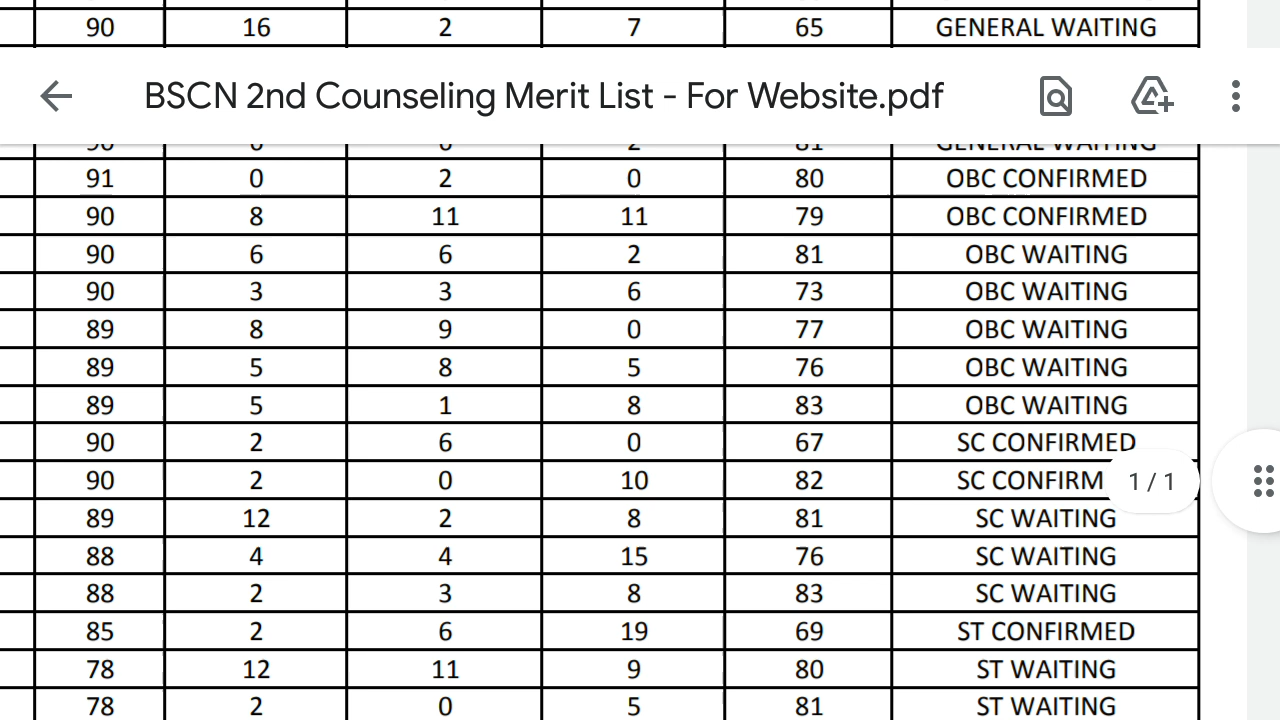 90 16 2 7 65 GENERAL WAITING
BSCN 2nd Counseling Merit List - For Website.pdf
91 0 2 0 80 OBC CONFIRMED
90 8 11 11 79 OBC CONFIRMED
90 6 6 2 81 OBC WAITING
90 3 3 6 73 OBC WAITING
89 8 9 0 77 OBC WAITING
89 5 8 5 76 OBC WAITING
89 5 1 8 83 OBC WAITING
90 2 6 0 67 SC CONFIRMED
90 2 0 10 82 SC CONFIRM
1 / 1
89 12 2 8 81 SC WAITING
88 4 4 15 76 SC WAITING
88 2 3 8 83 SC WAITING
85 2 6 19 69 ST CONFIRMED
78 12 11 9 80 ST WAITING
78 2 0 5 81 ST WAITING